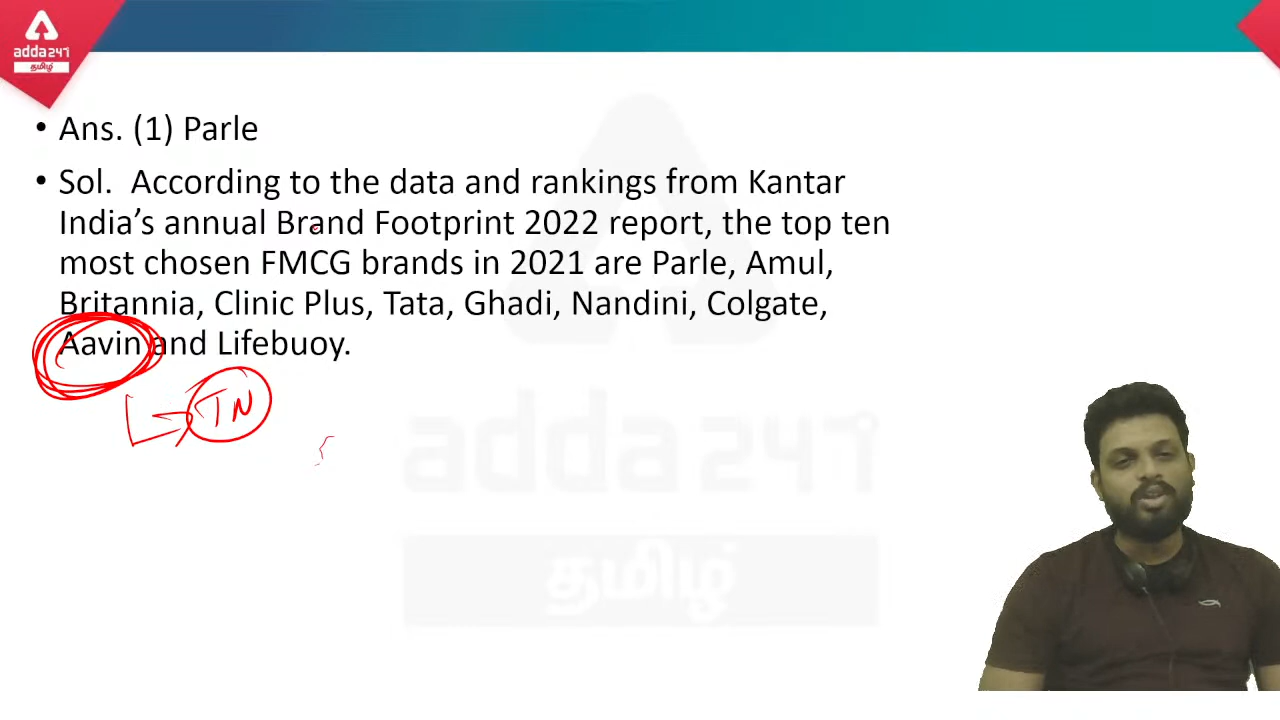 adda247
தமிழ்
• Ans. (1) Parle
• Sol. According to the data and rankings from Kantar
India's annual Brand Footprint 2022 report, the top ten
most chosen FMCG brands in 2021 are Parle, Amul,
Britannia, Clinic Plus, Tata, Ghadi, Nandini, Colgate,
Aavin and Lifebuoy.
TN
adda247
தமிழ்